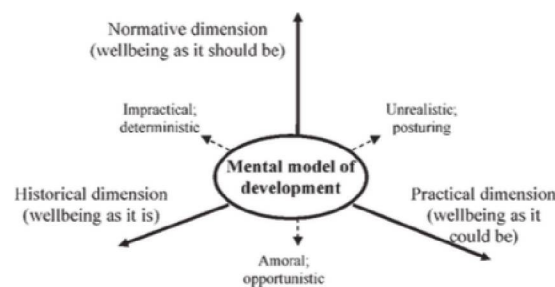 Normative dimension
(wellbeing as it should be)
Impractical;
deterministic
Unrealistic;
posturing
Mental model of
development
Historical dimension
(wellbeing as it is)
Practical dimension
(wellbeing as it
could be)
Amoral;
opportunistic